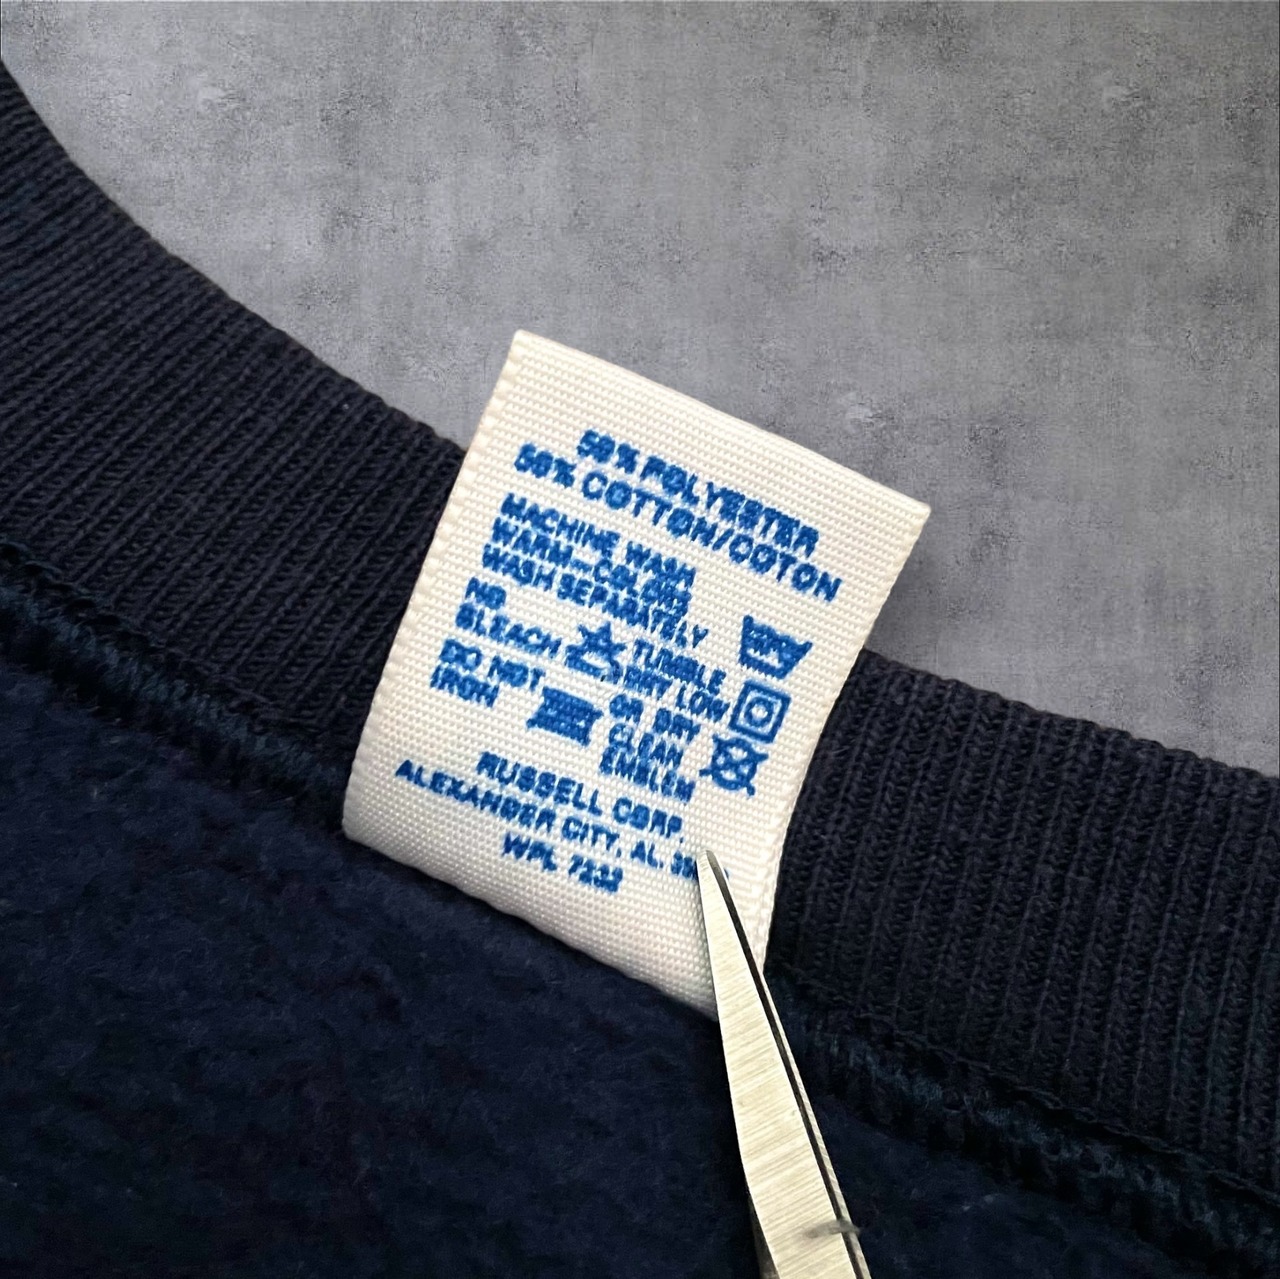 50% POLYESTER
50% COTTON/COTON
MACHINE WASH
WARM—COLORS
WASH SEPARATELY
NO
BLEACH
TUMBLE
DRY LOW
DO NOT
IRON
OR DRY
CLEAN
EMBLEM
RUSSELL CORP.
ALEXANDER CITY, AL.
WPL 7232